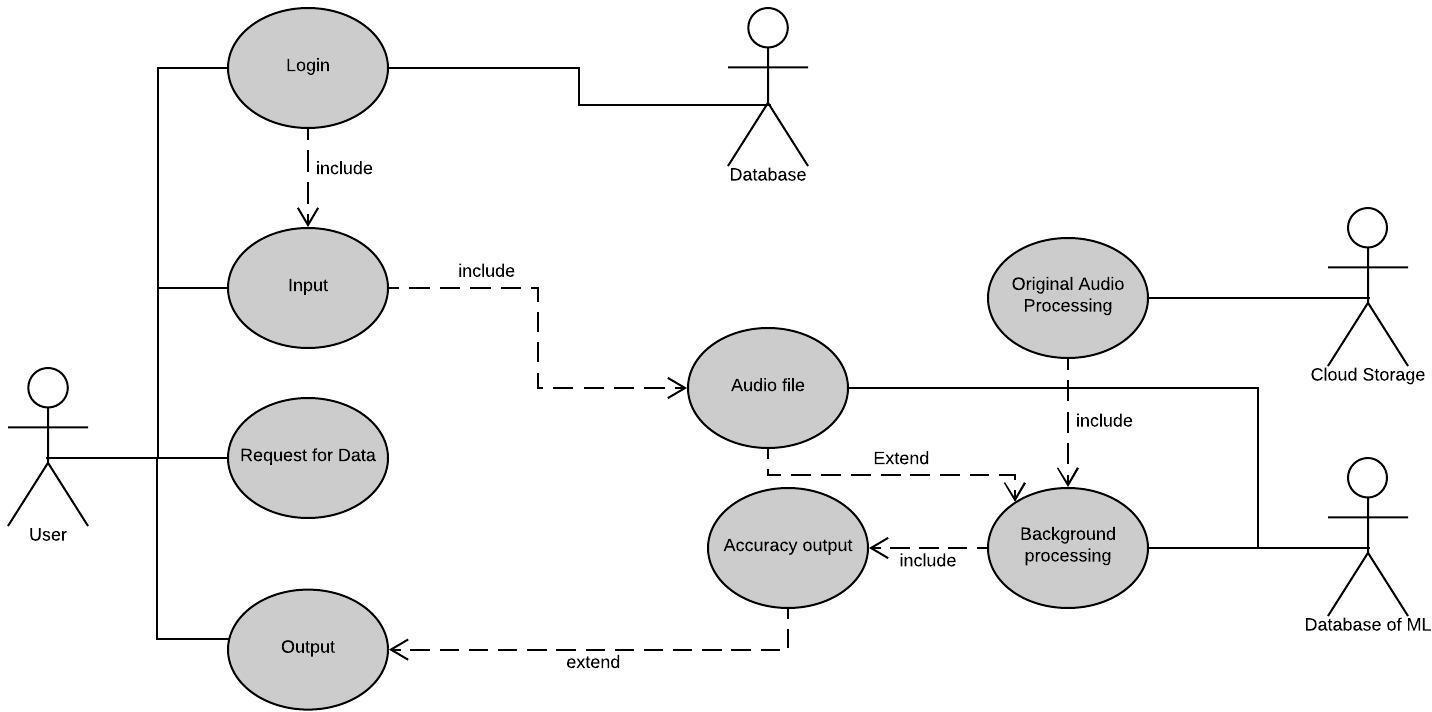 Login
include
Database
Input
include
Original Audio
Processing
Cloud Storage
Audio file
include
Request for Data
Extend
User
Accuracy output
include
Background
processing
Database of ML
Output
extend